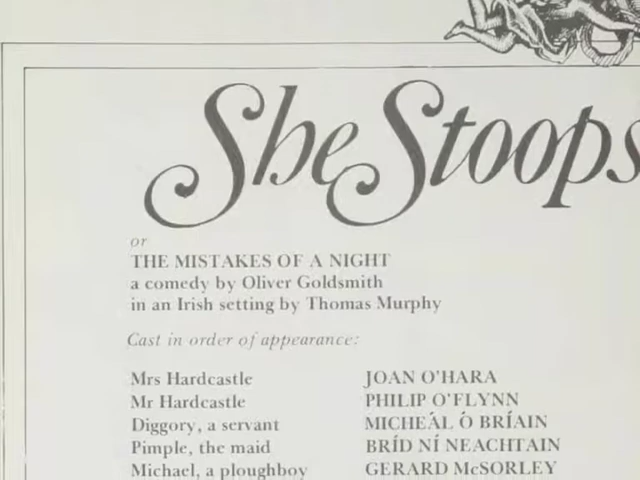 She Stoops
or
THE MISTAKES OF A NIGHT
a comedy by Oliver Goldsmith
in an Irish setting by Thomas Murphy
Cast in order of appearance:
Mrs Hardcastle JOAN O'HARA
Mr Hardcastle PHILIP O'FLYNN
Diggory, a servant MICHEÁL Ó BRÍAIN
Pimple, the maid BRÍD NÍ NEACHTAIN
Michael, a ploughboy GERARD McSORLEY